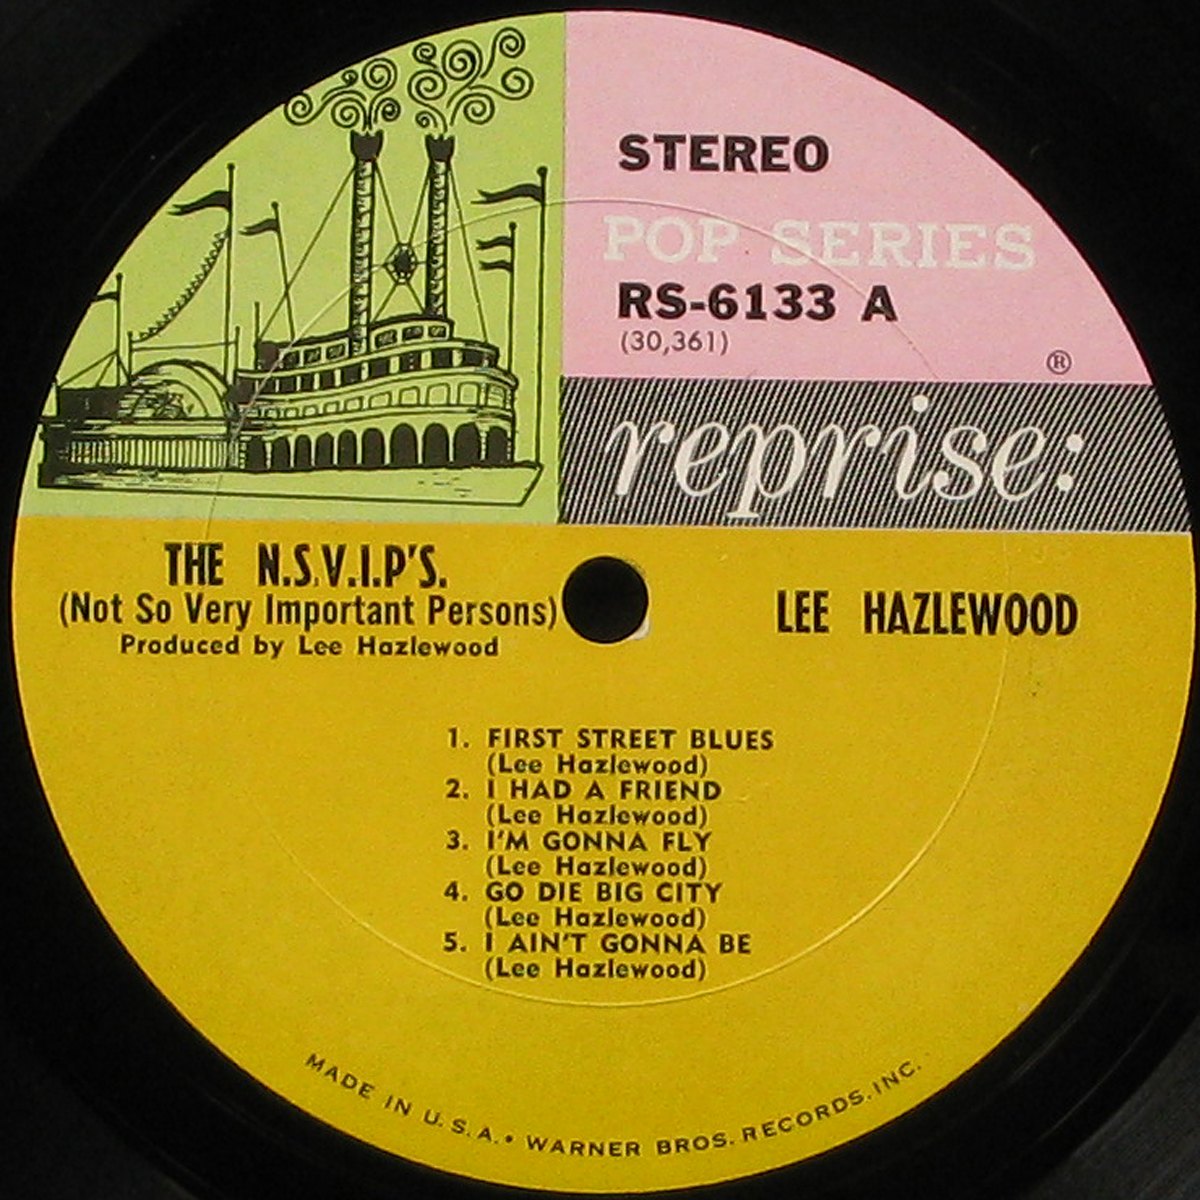 STEREO
POP SERIES
RS-6133 A
(30,361)
®
reprise:
THE N.S.V.I.P'S.
(Not So Very Important Persons)
Produced by Lee Hazlewood
LEE HAZLEWOOD
1. FIRST STREET BLUES
(Lee Hazlewood)
2. I HAD A FRIEND
(Lee Hazlewood)
3. I'M GONNA FLY
(Lee Hazlewood)
4. GO DIE BIG CITY
(Lee Hazlewood)
5. I AIN'T GONNA BE
(Lee Hazlewood)
MADE IN U.S.A. • WARNER BROS. RECORDS, INC.